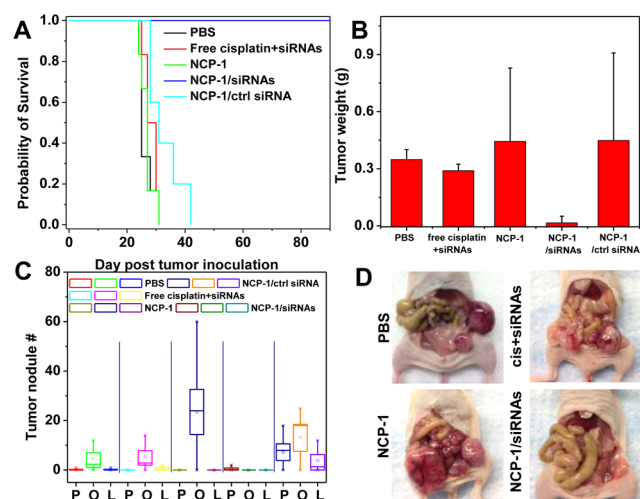 A
1.0
0.8
0.6
0.4
0.2
0.0
Probability of Survival
0 20 40 60 80
Day post tumor inoculation
PBS
Free cisplatin+siRNAs
NCP-1
NCP-1/siRNAs
NCP-1/ctrl siRNA
B
0.9
0.6
0.3
0.0
Tumor weight (g)
PBS
free cisplatin
+siRNAs
NCP-1
NCP-1
/siRNAs
NCP-1
/ctrl siRNA
C
80
60
40
20
0
Tumor nodule #
PBS NCP-1/ctrl siRNA
Free cisplatin+siRNAs
NCP-1 NCP-1/siRNAs
P O L P O L P O L P O L P O L
D
PBS
cis+siRNAs
NCP-1
NCP-1/siRNAs